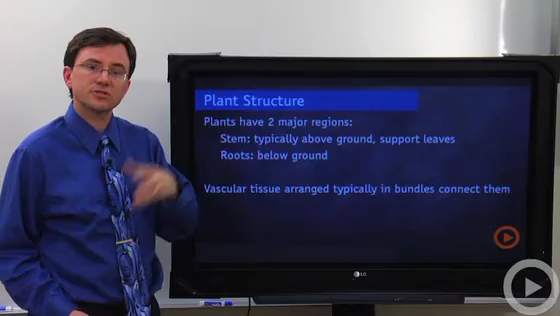 Plant Structure
Plants have 2 major regions:
Stem: typically above ground, support leaves
Roots: below ground
Vascular tissue arranged typically in bundles connect them
LG